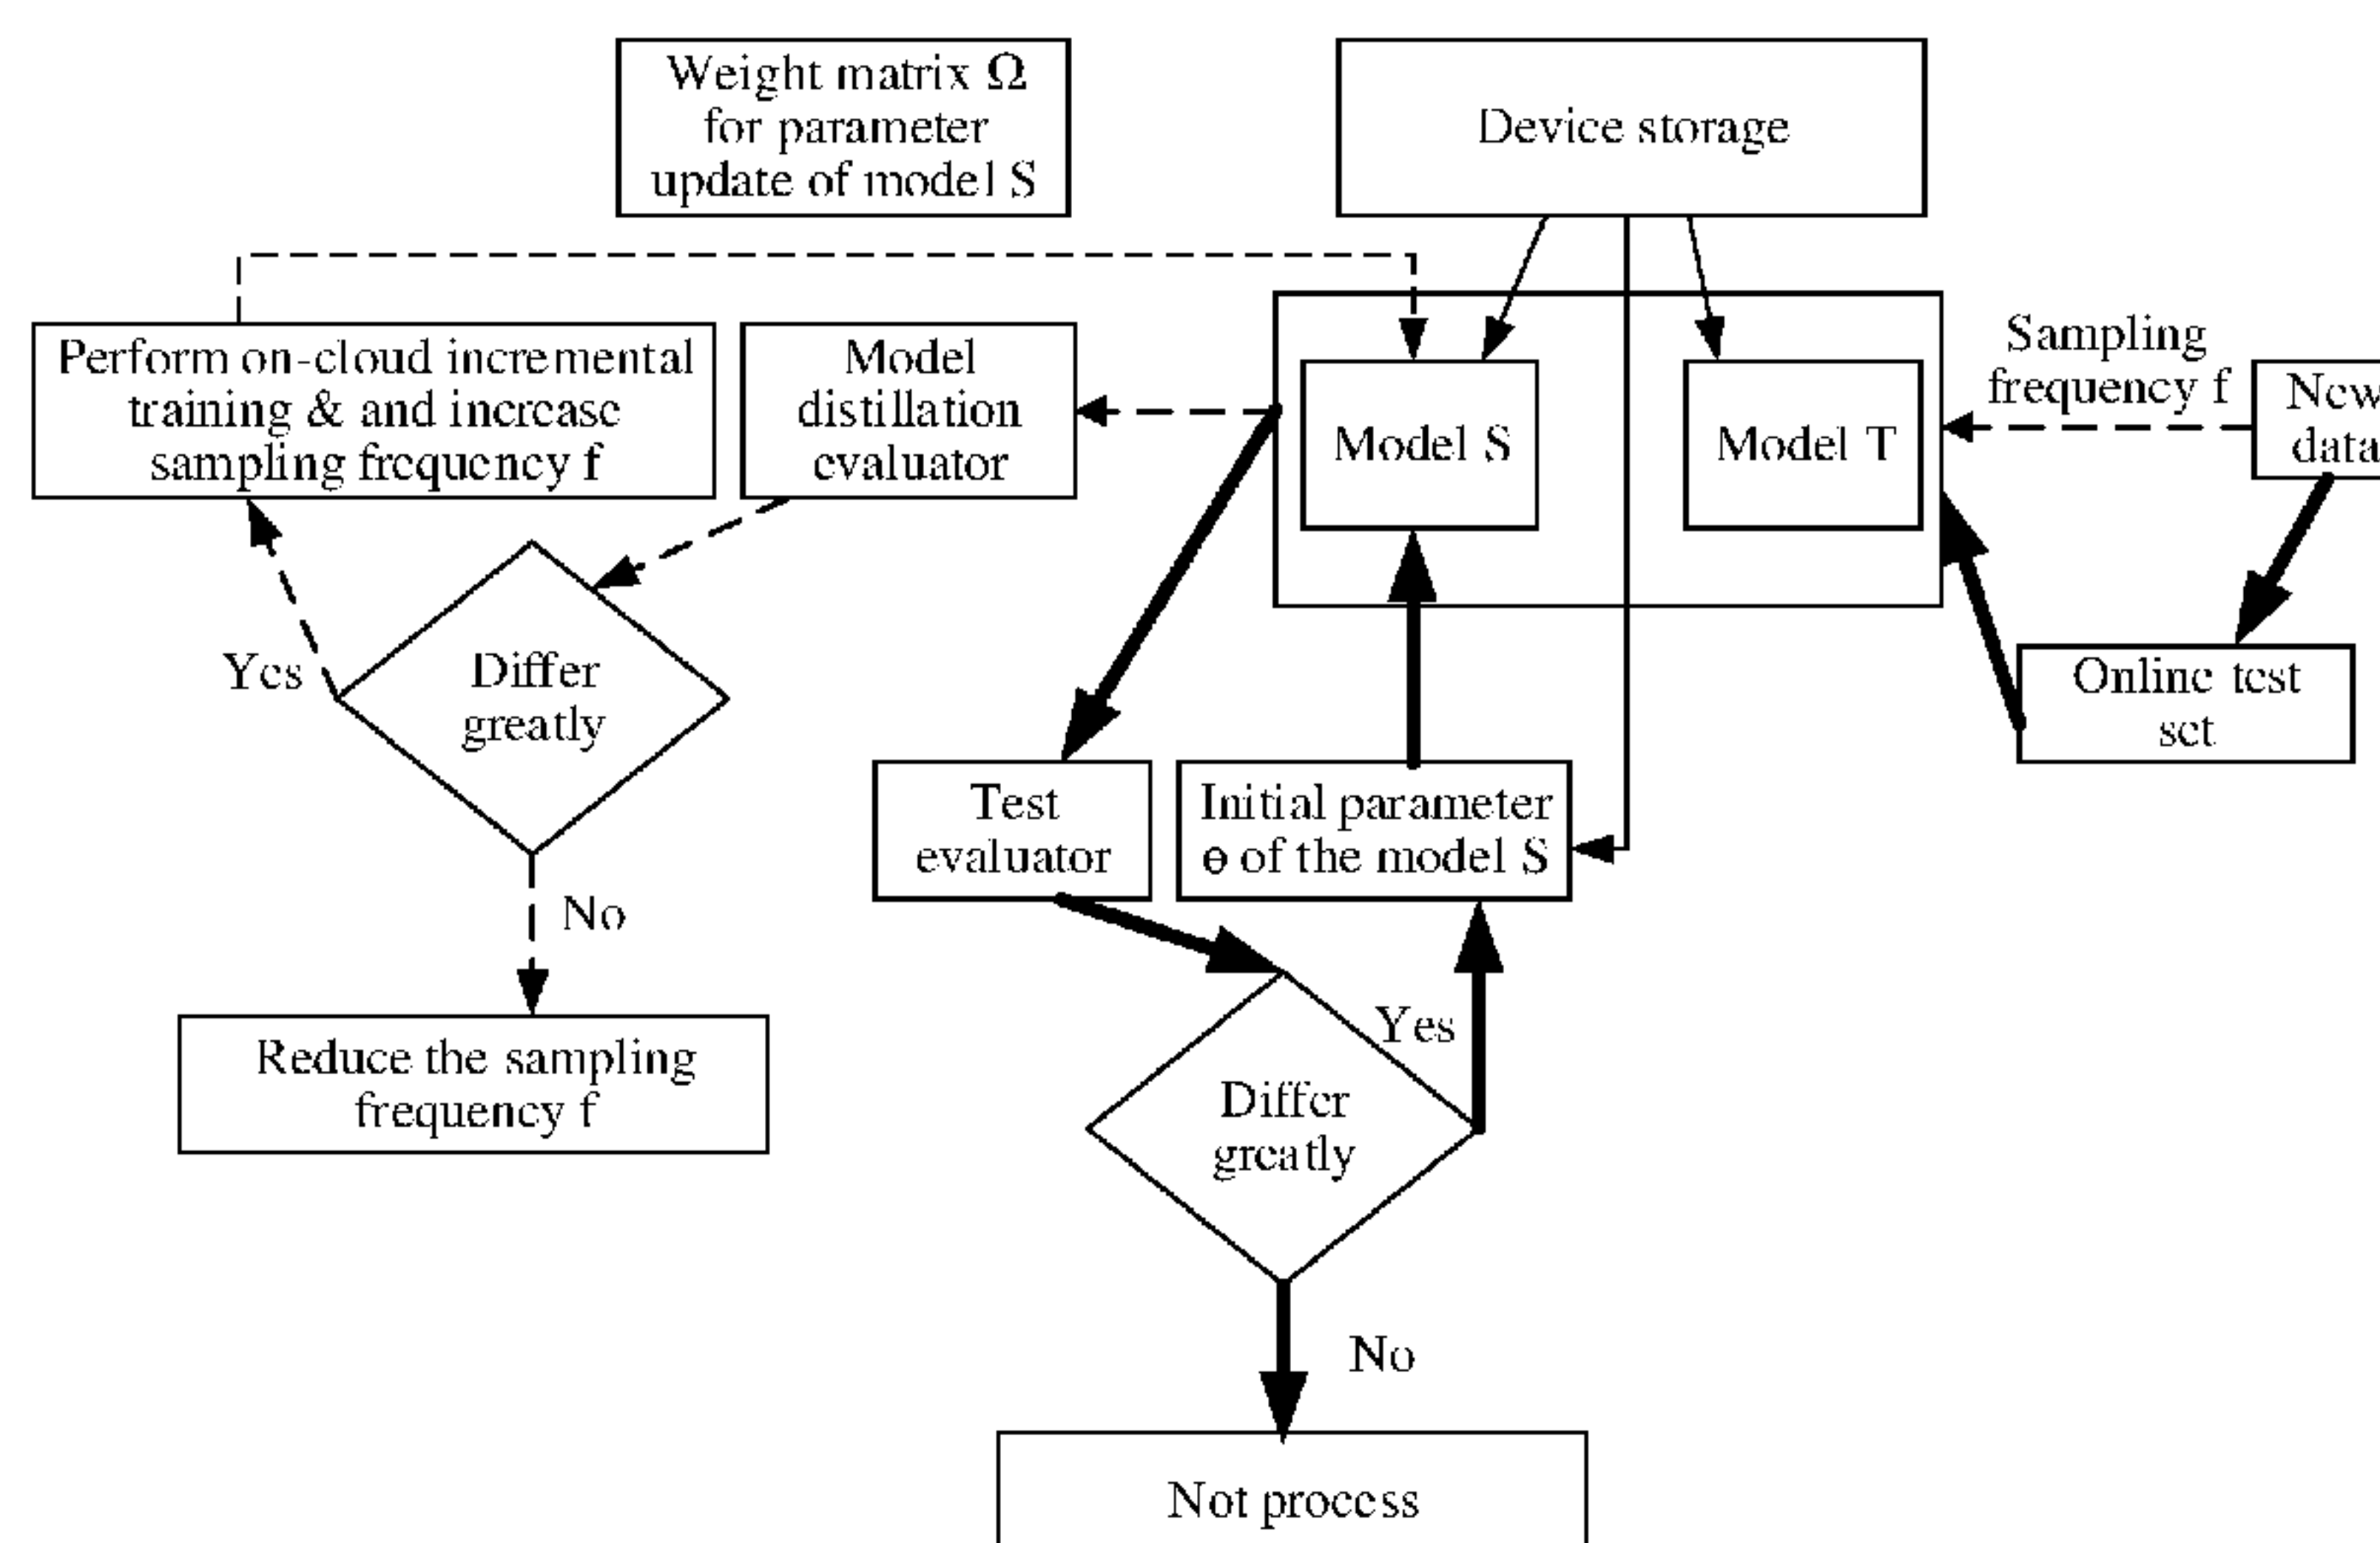 Weight matrix Ω
for parameter
update of model S
Device storage
Perform on-cloud incremental
training & and increase
sampling frequency f
Model
distillation
evaluator
Model S
Model T
Sampling
frequency f
New
data
Yes
Differ
greatly
No
Reduce the sampling
frequency f
Test
evaluator
Initial parameter
ɵ of the model S
Online test
set
Yes
Differ
greatly
No
Not process